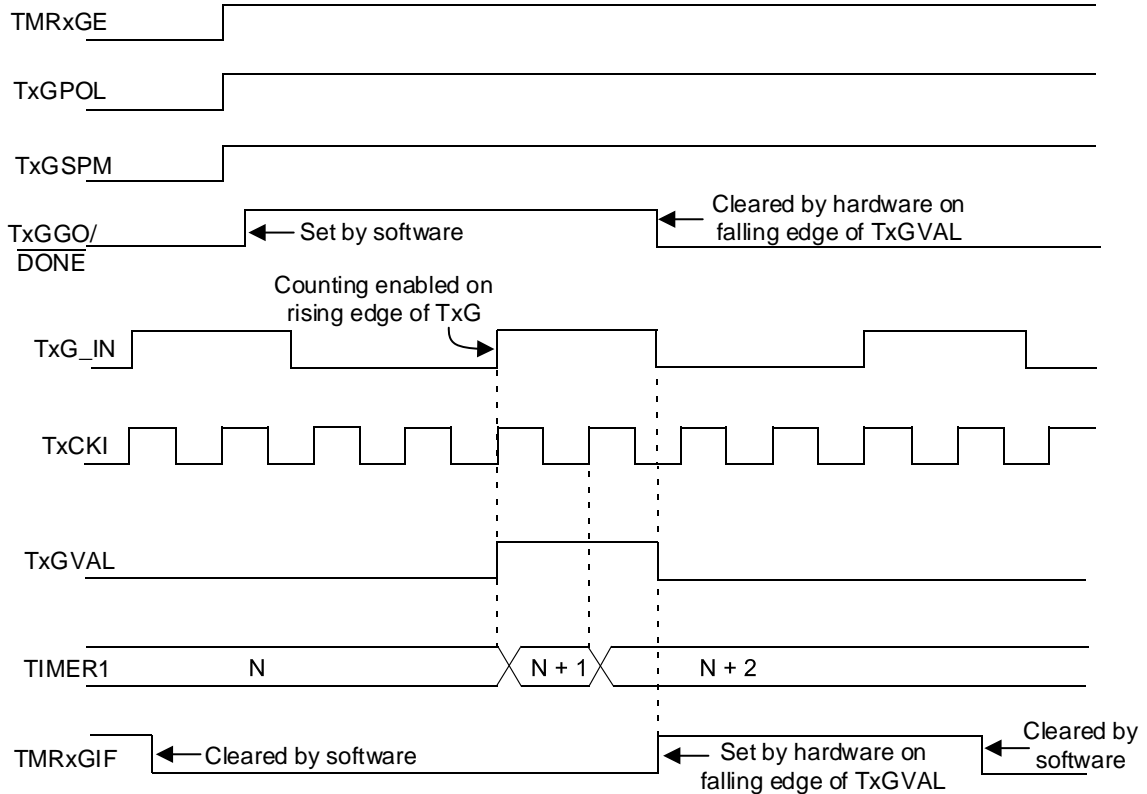 TMRxGE
TxGPOL
TxGSPM
TxGGO/
DONE
Set by software
Cleared by hardware on
falling edge of TxGVAL
Counting enabled on
rising edge of TxG
TxG_IN
TxCKI
TxGVAL
TIMER1
N
N + 1
N + 2
TMRxGIF
Cleared by software
Set by hardware on
falling edge of TxGVAL
Cleared by
software